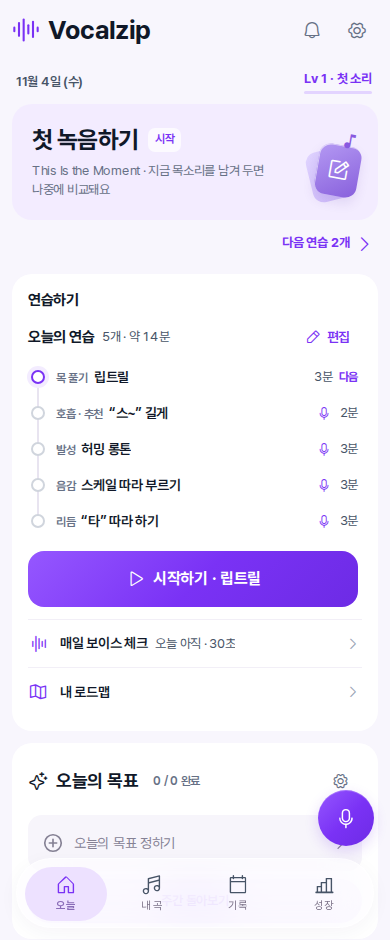 Vocalzip
11월 4일 (수)
Lv 1 · 첫 소리
첫 녹음하기 시작
This Is the Moment · 지금 목소리를 남겨 두면
나중에 비교돼요
다음 연습 2개
연습하기
오늘의 연습 5개 · 약 14분 편집
목 풀기 립트릴 3분 다음
호흡 · 추천 “스~” 길게 2분
발성 허밍 롱톤 3분
음감 스케일 따라 부르기 3분
리듬 “타” 따라 하기 3분
시작하기 · 립트릴
매일 보이스 체크 오늘 아직 · 30초
내 로드맵
오늘의 목표 0 / 0 완료
오늘의 목표 정하기
오늘 내 곡 기록 성장